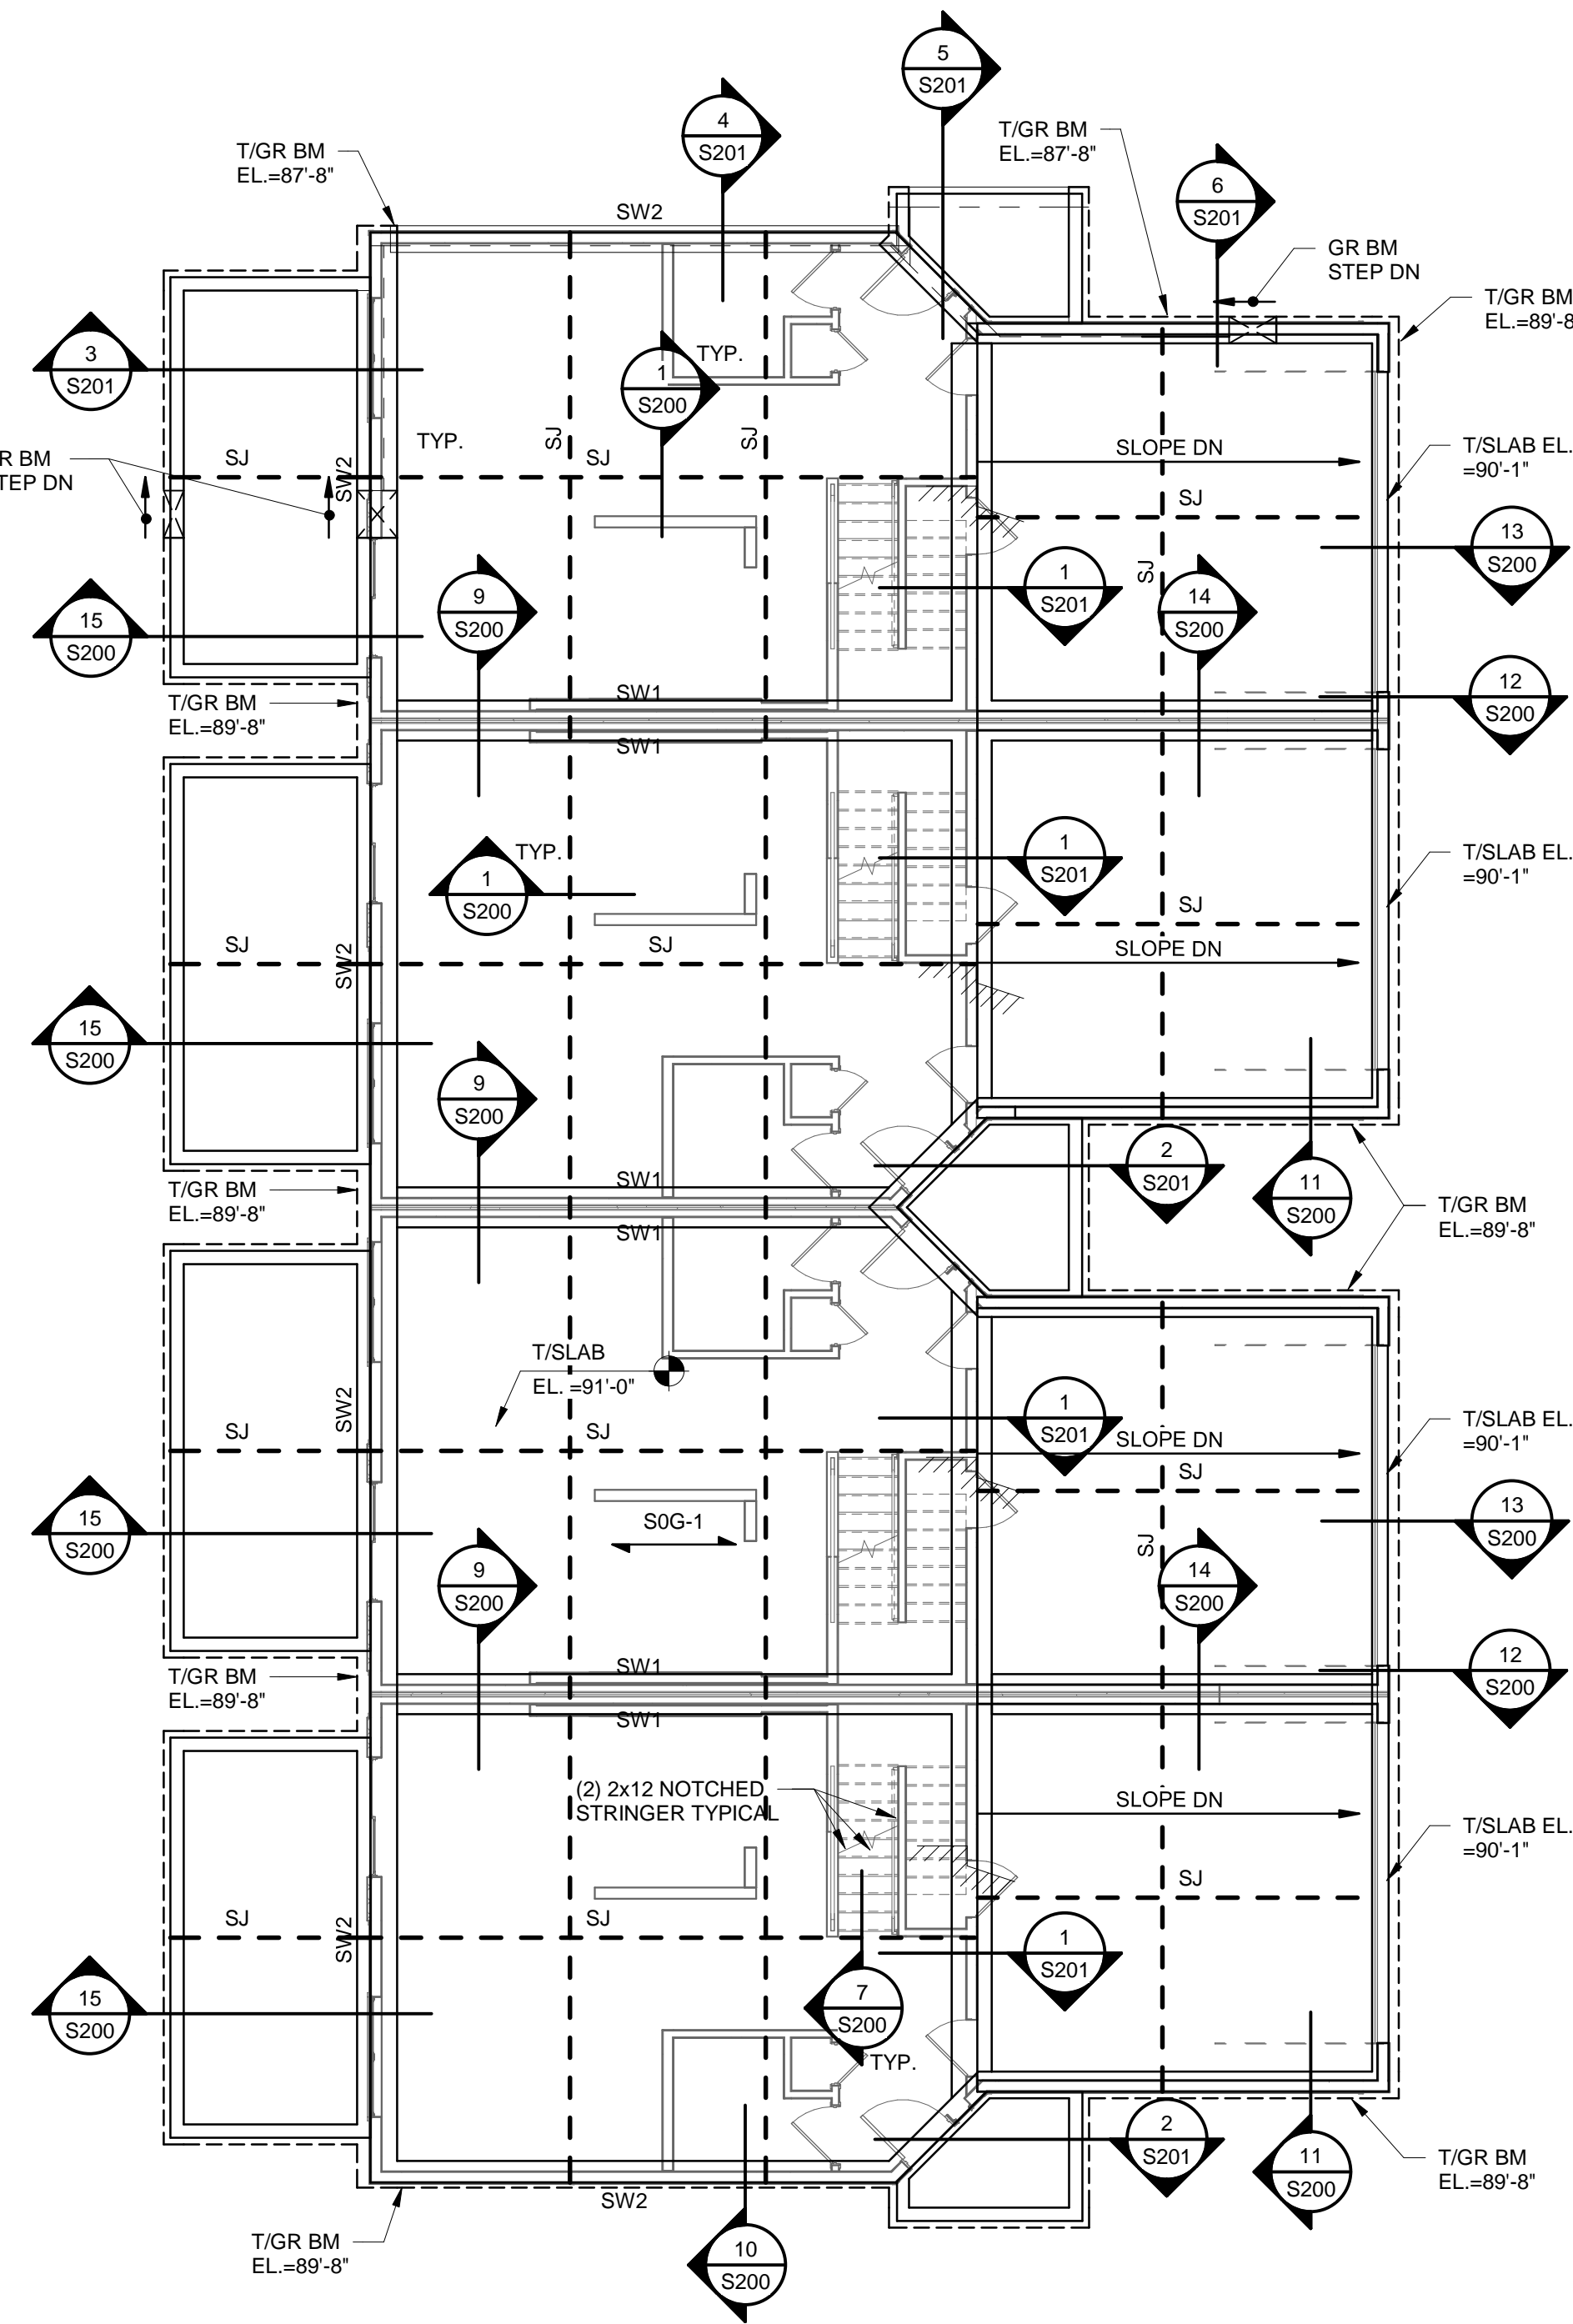 5
S201
4
S201
T/GR BM
EL.=87'-8"
T/GR BM
EL.=87'-8"
6
S201
SW2
GR BM
STEP DN
T/GR BM
EL.=89'-8
3
S201
1
S200
TYP.
TYP.
SJ
SJ
SLOPE DN
T/SLAB EL.
=90'-1"
R BM
TEP DN
SJ
SW2
SJ
SJ
13
S200
15
S200
9
S200
1
S201
SJ
14
S200
T/GR BM
EL.=89'-8"
SW1
SW1
12
S200
1
S200
TYP.
1
S201
T/SLAB EL.
=90'-1"
SJ
SJ
SW2
SJ
SLOPE DN
15
S200
9
S200
2
S201
11
S200
T/GR BM
EL.=89'-8"
SW1
SW1
T/GR BM
EL.=89'-8"
T/SLAB
EL. =91'-0"
SW2
SJ
SJ
1
S201
SLOPE DN
SJ
T/SLAB EL.
=90'-1"
15
S200
S0G-1
SJ
13
S200
9
S200
14
S200
T/GR BM
EL.=89'-8"
SW1
SW1
12
S200
(2) 2x12 NOTCHED
STRINGER TYPICAL
SLOPE DN
T/SLAB EL.
=90'-1"
SJ
SJ
SW2
SJ
1
S201
15
S200
7
S200
TYP.
2
S201
11
S200
T/GR BM
EL.=89'-8"
SW2
T/GR BM
EL.=89'-8"
10
S200